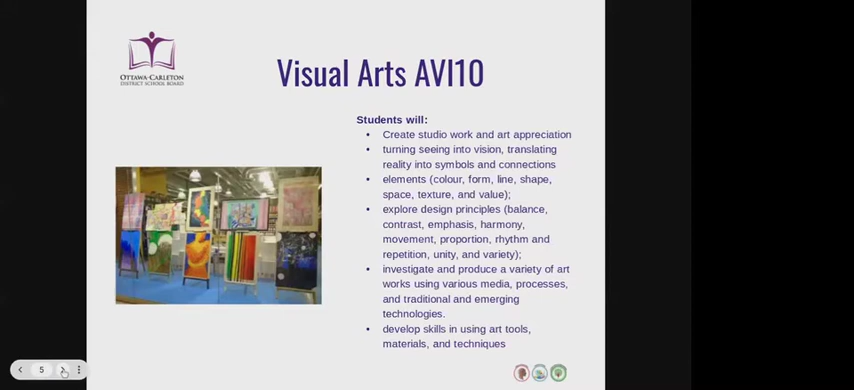 OTTAWA-CARLETON
DISTRICT SCHOOL BOARD
Visual Arts AVI10
Students will:
• Create studio work and art appreciation
• turning seeing into vision, translating
reality into symbols and connections
• elements (colour, form, line, shape,
space, texture, and value);
• explore design principles (balance,
contrast, emphasis, harmony,
movement, proportion, rhythm and
repetition, unity, and variety);
• investigate and produce a variety of art
works using various media, processes,
and traditional and emerging
technologies.
• develop skills in using art tools,
materials, and techniques
5